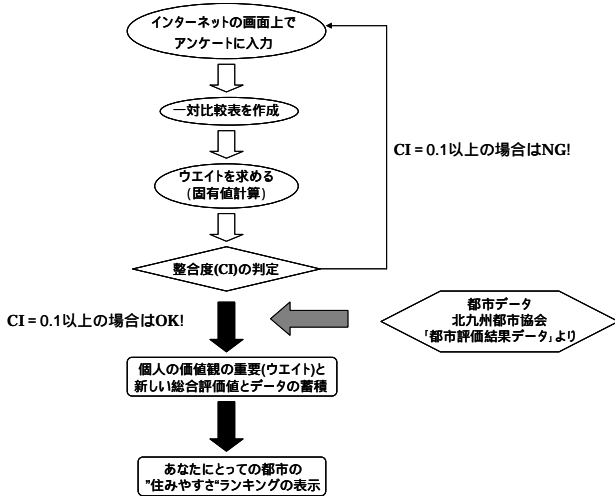 インターネットの画面上で
アンケートに入力
一対比較表を作成
CI = 0.1以上の場合はNG!
ウエイトを求める
(固有値計算)
整合度(CI)の判定
CI = 0.1以上の場合はOK!
都市データ
北九州都市協会
「都市評価結果データ」より
個人の価値観の重要(ウエイト)と
新しい総合評価値とデータの蓄積
あなたにとっての都市の
"住みやすさ"ランキングの表示